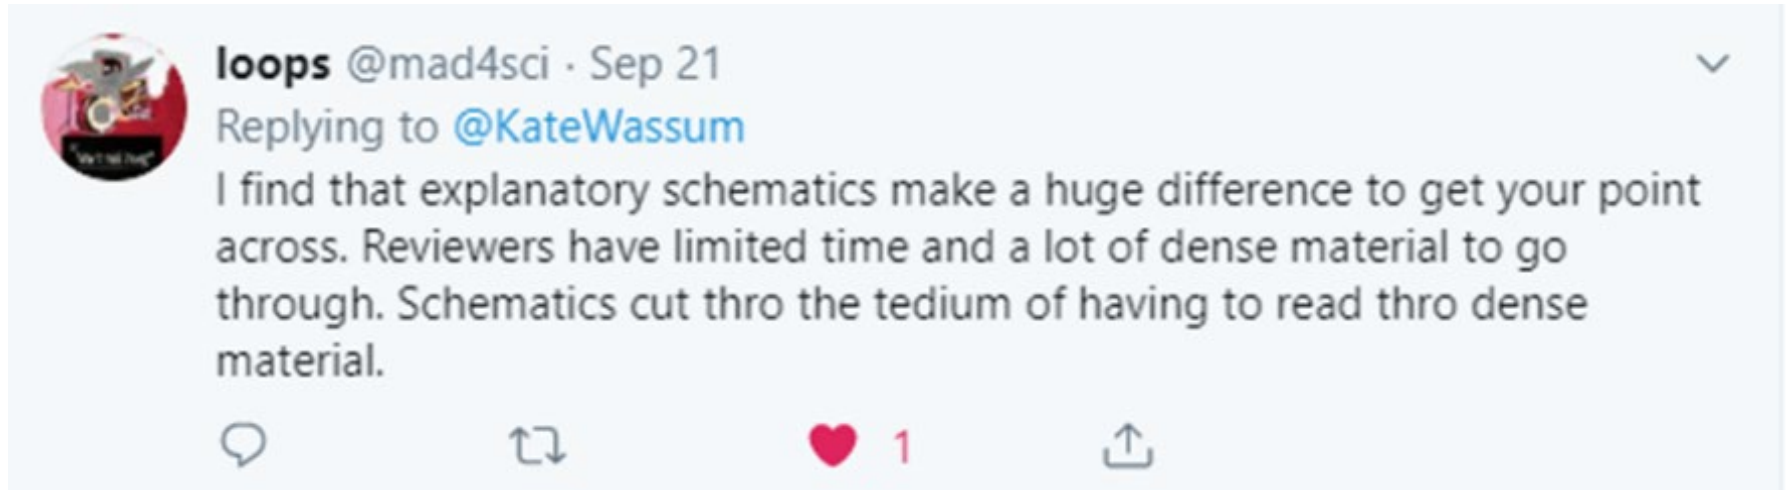 loops @mad4sci · Sep 21
Replying to @KateWassum
I find that explanatory schematics make a huge difference to get your point
across. Reviewers have limited time and a lot of dense material to go
through. Schematics cut thro the tedium of having to read thro dense
material.
1